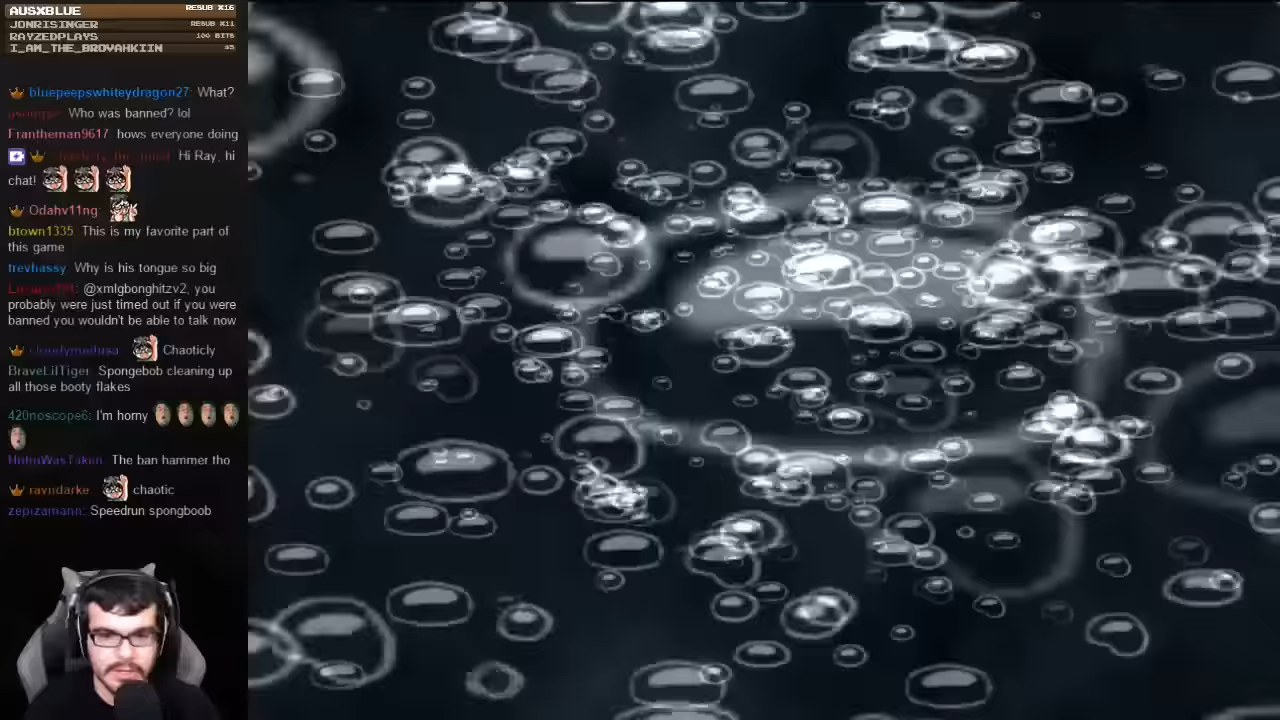 AUSXBLUE RESUB X16
JONRISINGER RESUB X11
RAYZEDPLAYS 100 BITS
I_AM_THE_BROVAHKIIN
bluepeepswhiteydragon27: What?
Who was banned? lol
Frantheman9617 hows everyone doing
Hi Ray, hi
chat!
Odahv11ng:
btown1335 This is my favorite part of
this game
trevhassy: Why is his tongue so big
@xmlgbonghitzv2, you
probably were just timed out if you were
banned you wouldn't be able to talk now
Chaoticly
BraveLilTiger: Spongebob cleaning up
all those booty flakes
420noscope6: I'm horny
The ban hammer tho
rayndarke chaotic
zepizamann: Speedrun spongboob